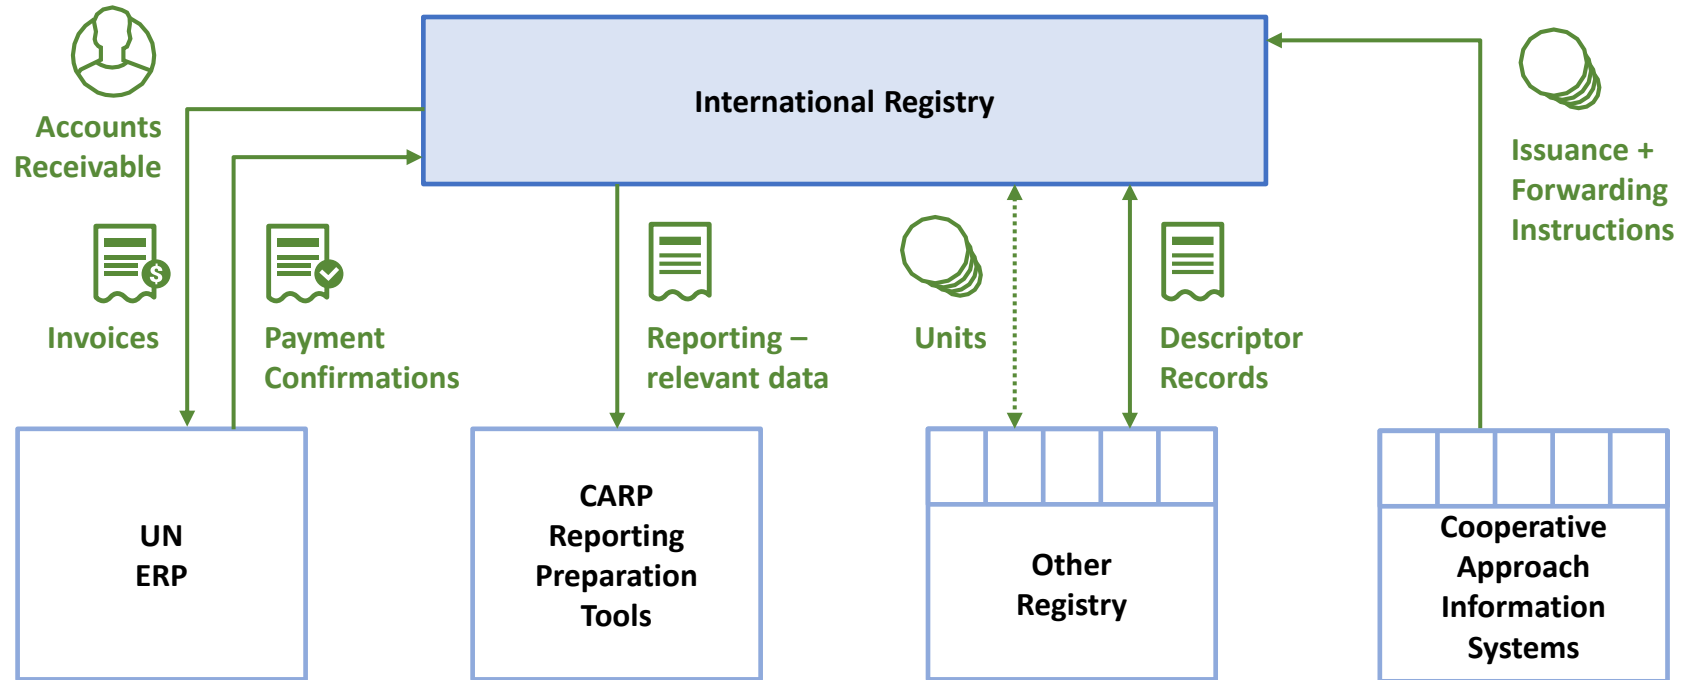 International Registry
Accounts
Receivable
Issuance +
Forwarding
Instructions
$
Invoices
Payment
Confirmations
Reporting –
relevant data
Units
Descriptor
Records
UN
ERP
CARP
Reporting
Preparation
Tools
Other
Registry
Cooperative
Approach
Information
Systems